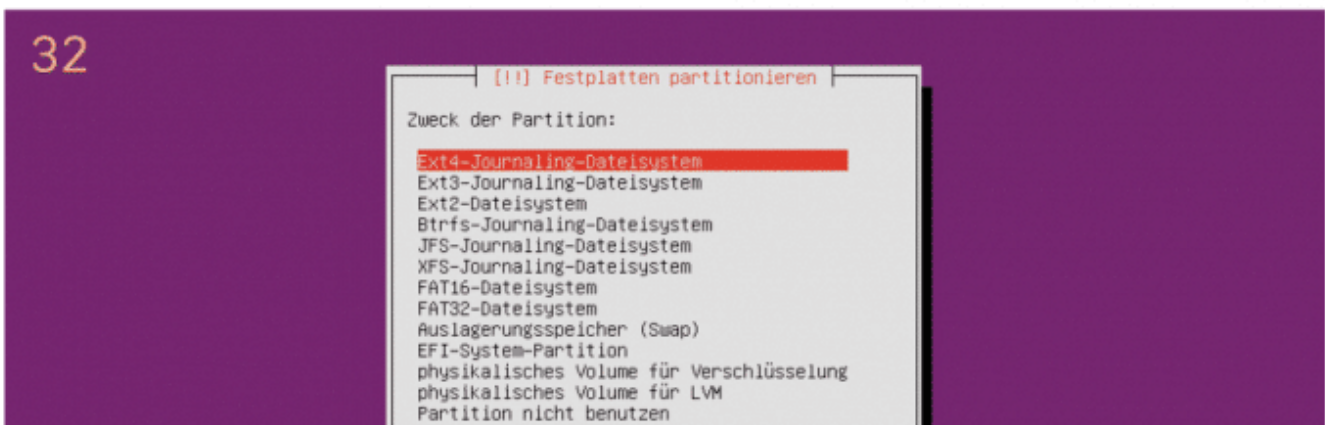 32
[!!] Festplatten partitionieren
Zweck der Partition:
Ext4-Journaling-Dateisystem
Ext3-Journaling-Dateisystem
Ext2-Dateisystem
Btrfs-Journaling-Dateisystem
JFS-Journaling-Dateisystem
XFS-Journaling-Dateisystem
FAT16-Dateisystem
FAT32-Dateisystem
Auslagerungsspeicher (Swap)
EFI-System-Partition
physikalisches Volume für Verschlüsselung
physikalisches Volume für LVM
Partition nicht benutzen